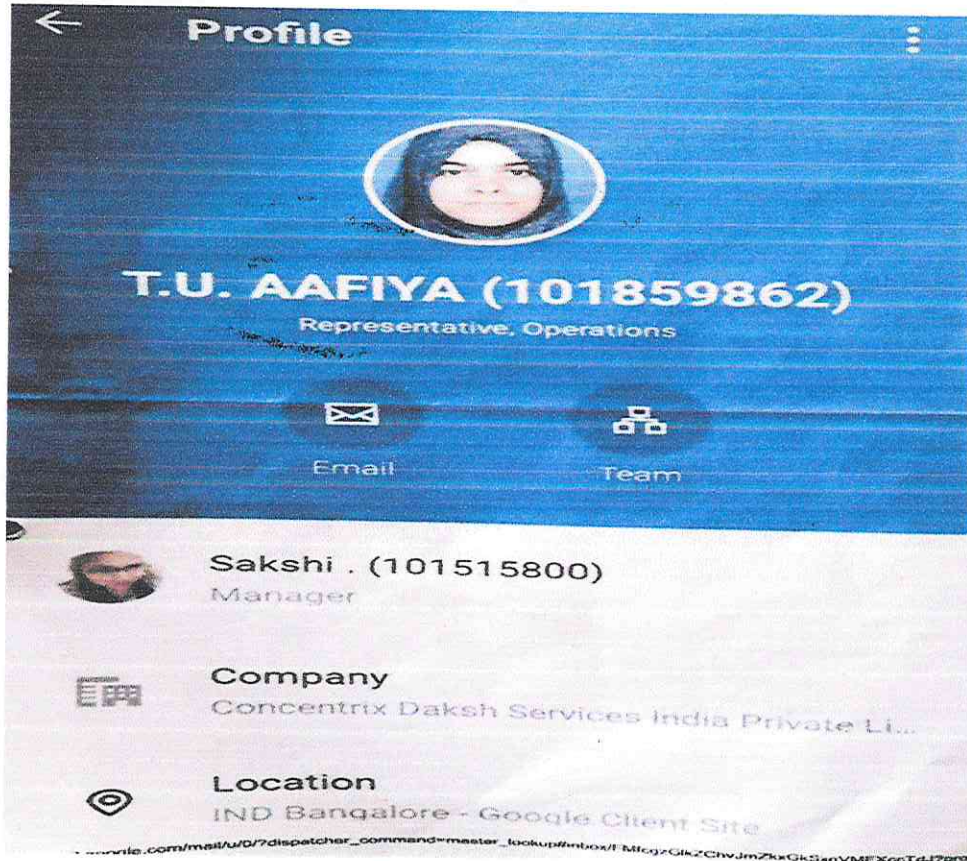 Profile
T.U. AAFIYA (101859862)
Representative, Operations
Email
Team
Sakshi . (101515800)
Manager
Company
Concentrix Daksh Services India Private Li...
Location
IND Bangalore - Google Client Site